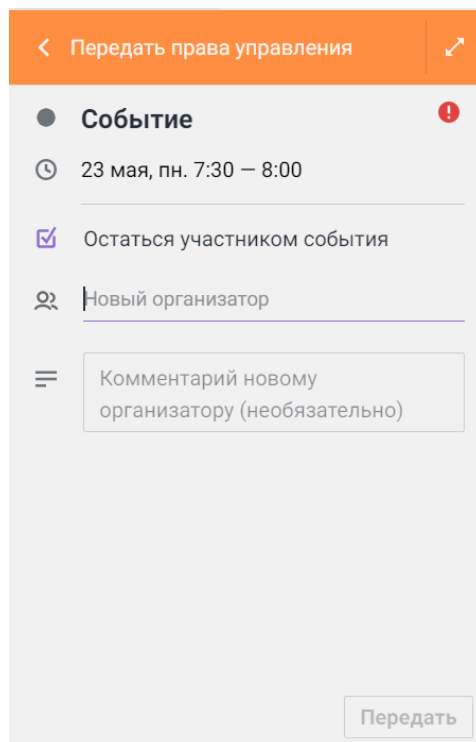 Передать права управления
Событие
23 мая, пн. 7:30 — 8:00
Остаться участником события
Новый организатор
Комментарий новому
организатору (необязательно)
Передать